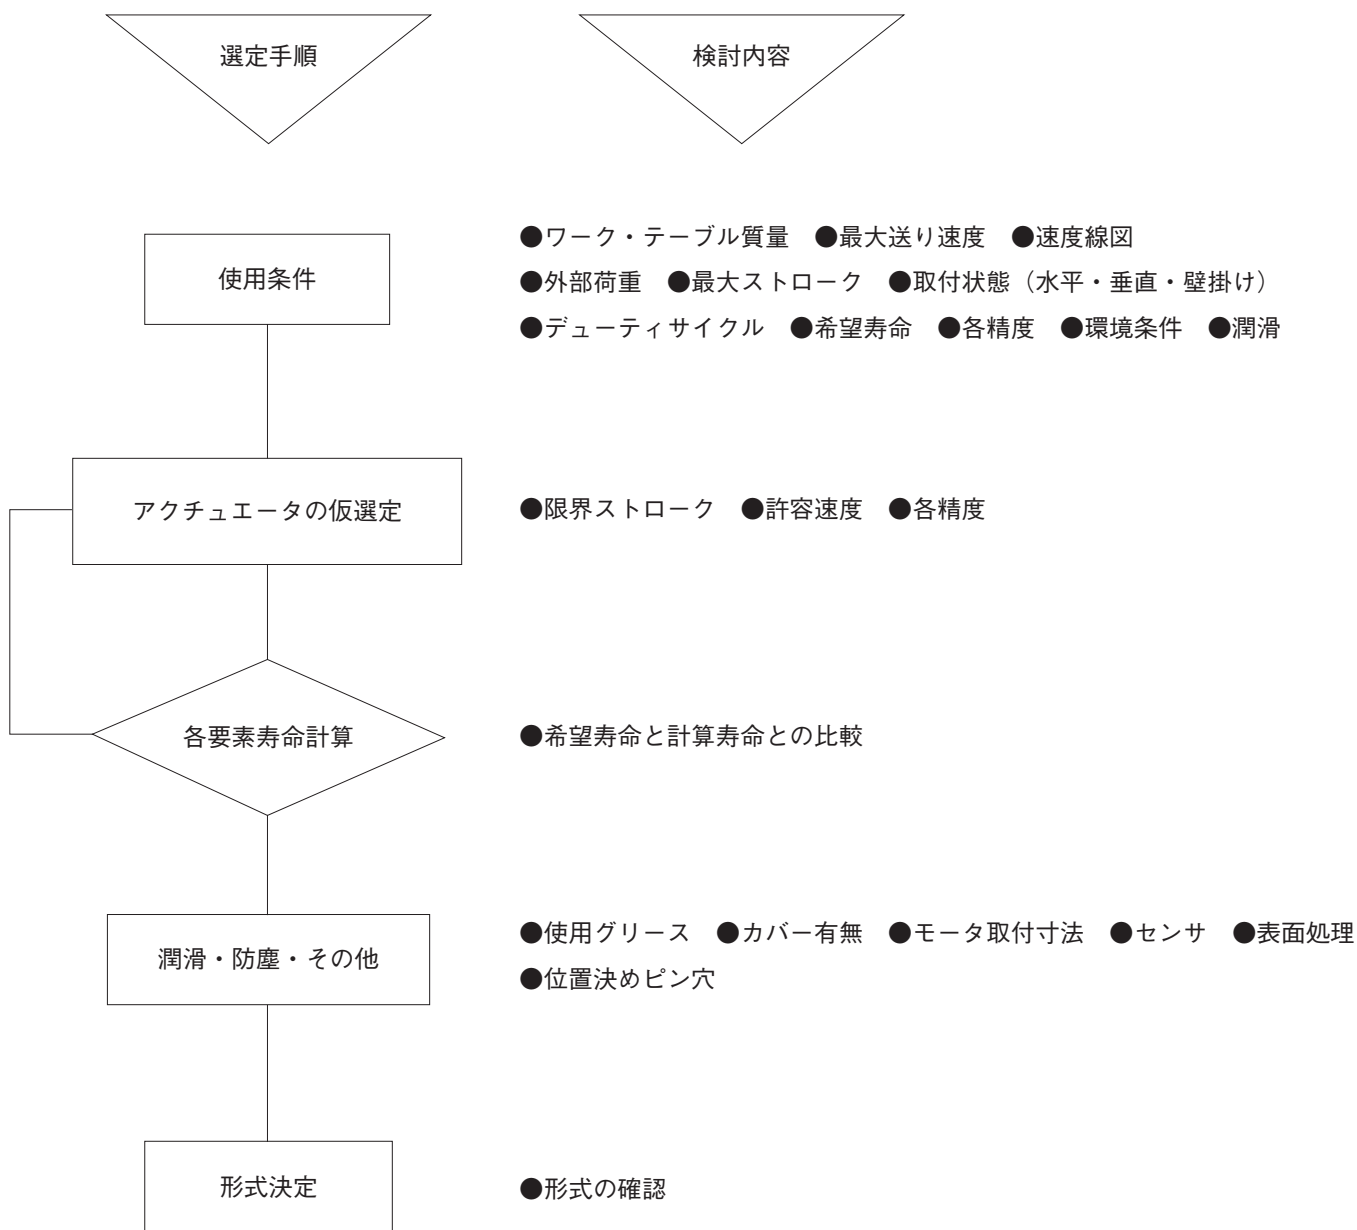 選定手順
検討内容
使用条件
●ワーク・テーブル質量 ●最大送り速度 ●速度線図
●外部荷重 ●最大ストローク ●取付状態（水平・垂直・壁掛け）
●デューティサイクル ●希望寿命 ●各精度 ●環境条件 ●潤滑
アクチュエータの仮選定
●限界ストローク ●許容速度 ●各精度
各要素寿命計算
●希望寿命と計算寿命との比較
潤滑・防塵・その他
●使用グリース ●カバー有無 ●モータ取付寸法 ●センサ ●表面処理
●位置決めピン穴
形式決定
●形式の確認